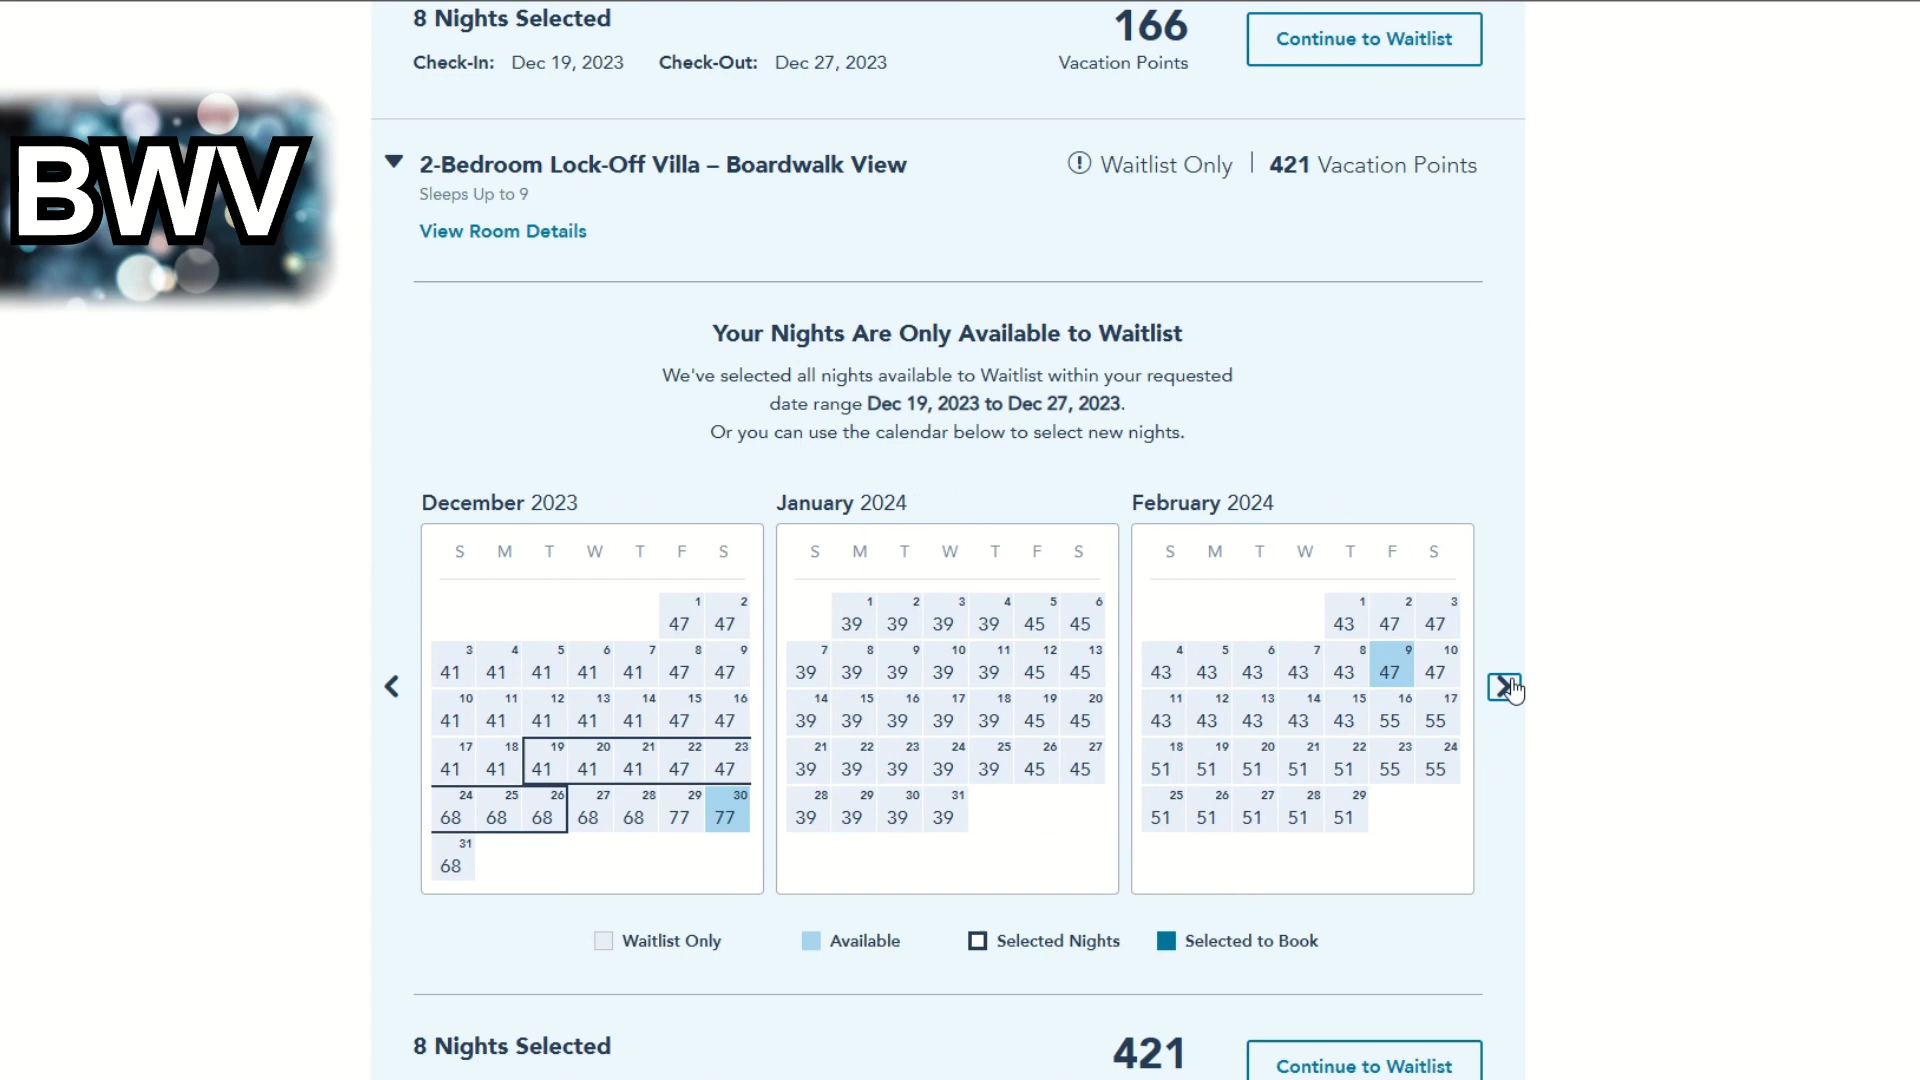 8 Nights Selected
166
Continue to Waitlist
Check-In: Dec 19, 2023 Check-Out: Dec 27, 2023
Vacation Points
BWV
2-Bedroom Lock-Off Villa – Boardwalk View
Waitlist Only | 421 Vacation Points
Sleeps Up to 9
View Room Details
Your Nights Are Only Available to Waitlist
We've selected all nights available to Waitlist within your requested
date range Dec 19, 2023 to Dec 27, 2023.
Or you can use the calendar below to select new nights.
December 2023
S M T W T F S
1 2
47 47
3 4 5 6 7 8 9
41 41 41 41 41 47 47
10 11 12 13 14 15 16
41 41 41 41 41 47 47
17 18 19 20 21 22 23
41 41 41 41 41 47 47
24 25 26 27 28 29 30
68 68 68 68 68 77 77
31
68
January 2024
S M T W T F S
1 2 3 4 5 6
39 39 39 39 45 45
7 8 9 10 11 12 13
39 39 39 39 39 45 45
14 15 16 17 18 19 20
39 39 39 39 39 45 45
21 22 23 24 25 26 27
39 39 39 39 39 45 45
28 29 30 31
39 39 39 39
February 2024
S M T W T F S
1 2 3
43 47 47
4 5 6 7 8 9 10
43 43 43 43 43 47 47
11 12 13 14 15 16 17
43 43 43 43 43 55 55
18 19 20 21 22 23 24
51 51 51 51 51 55 55
25 26 27 28 29
51 51 51 51 51
Waitlist Only Available Selected Nights Selected to Book
8 Nights Selected
421
Continue to Waitlist